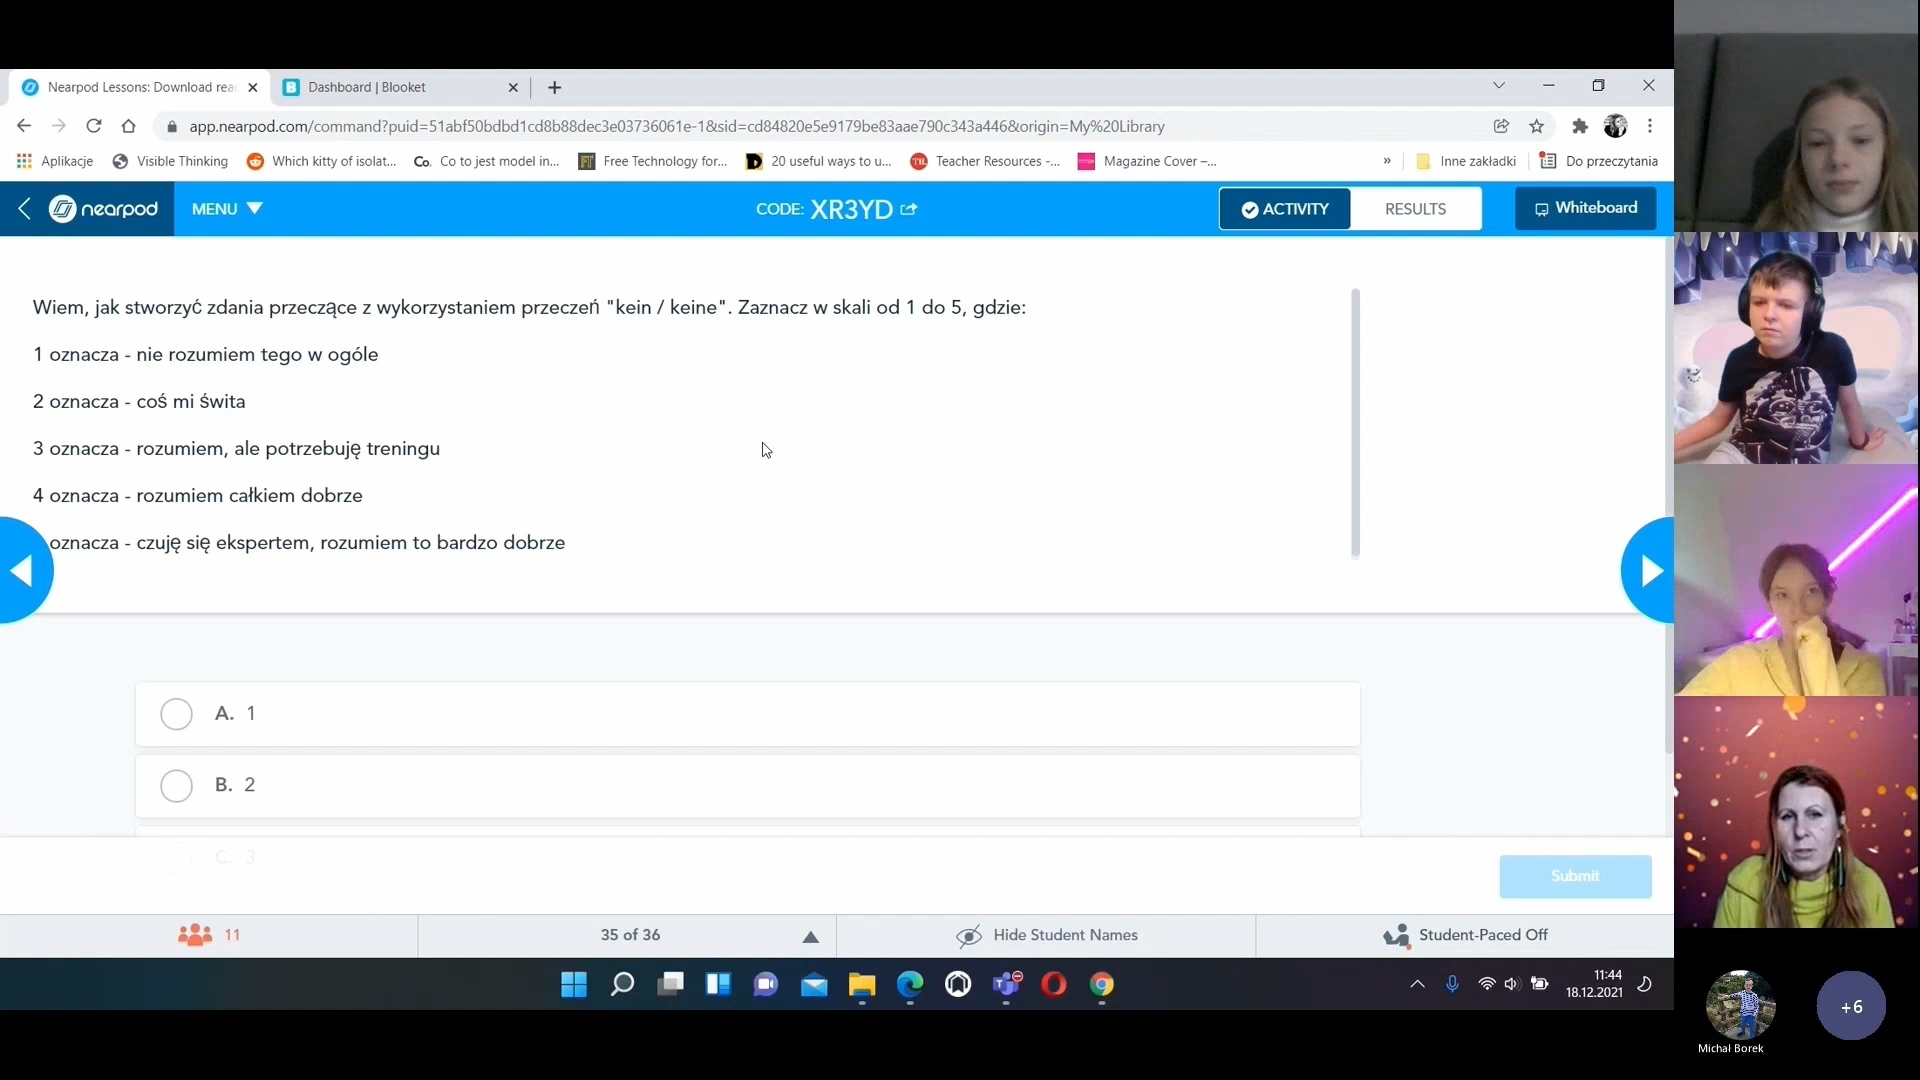 Nearpod Lessons: Download rea
Dashboard | Blooket
app.nearpod.com/command?puid=51abf50bdbd1cd8b88dec3e03736061e-1&sid=cd84820e5e9179be83aae790c343a446&origin=My%20Library
Aplikacje
Visible Thinking
Which kitty of isolat...
Co. Co to jest model in...
Free Technology for...
20 useful ways to u...
Teacher Resources -...
Magazine Cover –...
»
Inne zakładki
Do przeczytania
nearpod
MENU
CODE: XR3YD
ACTIVITY
RESULTS
Whiteboard
Wiem, jak stworzyć zdania przeczące z wykorzystaniem przeczeń "kein / keine". Zaznacz w skali od 1 do 5, gdzie:
1 oznacza - nie rozumiem tego w ogóle
2 oznacza - coś mi świta
3 oznacza - rozumiem, ale potrzebuję treningu
4 oznacza - rozumiem całkiem dobrze
oznacza - czuję się ekspertem, rozumiem to bardzo dobrze
A. 1
B. 2
C. 3
Submit
11
35 of 36
Hide Student Names
Student-Paced Off
11:44
18.12.2021
+6
Michał Borek